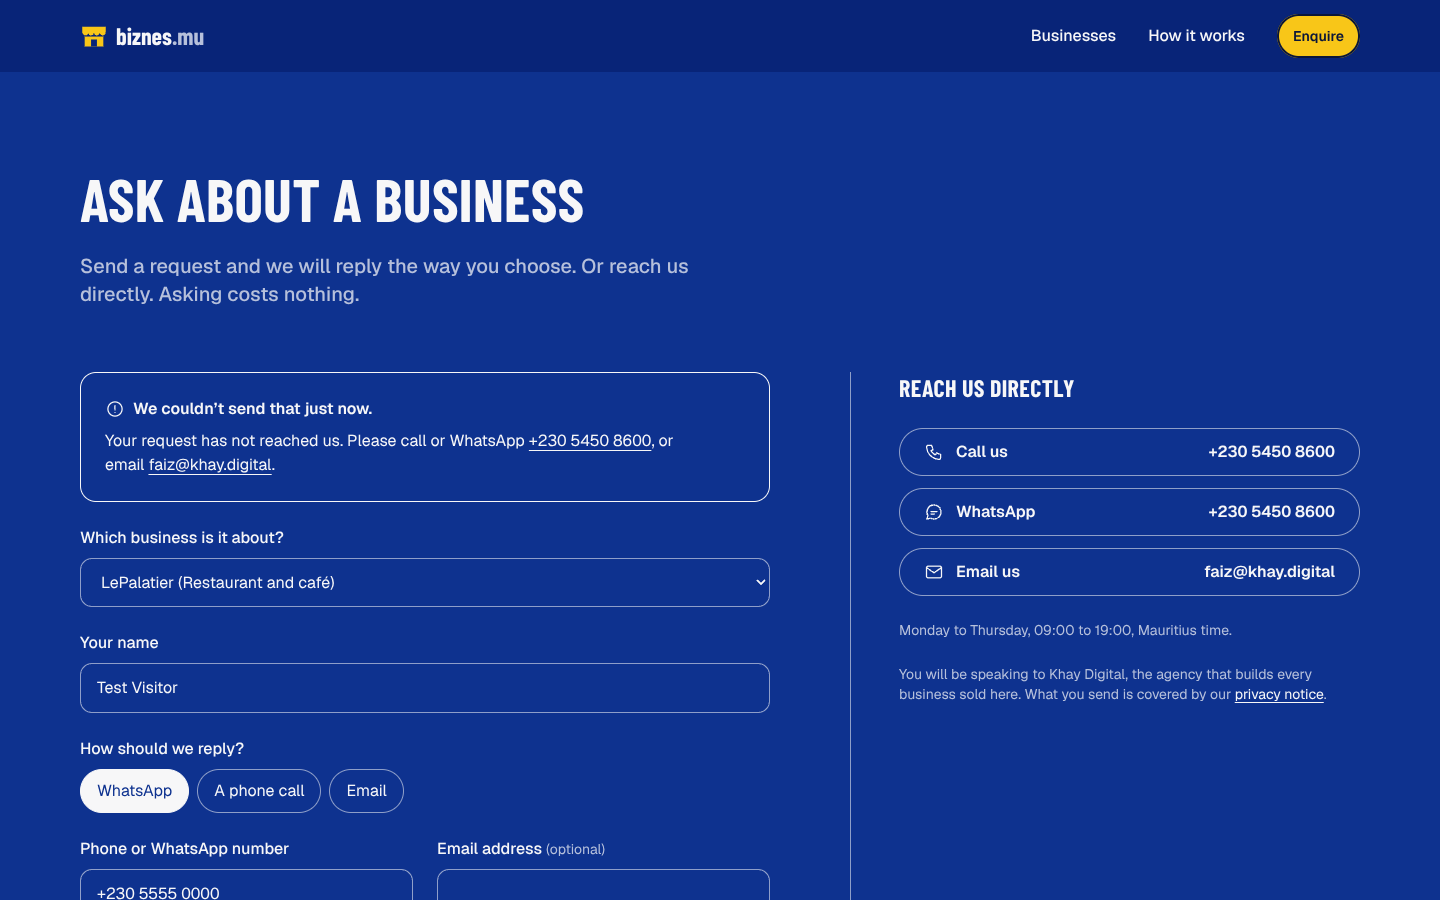 biznes.mu
Businesses
How it works
Enquire
ASK ABOUT A BUSINESS
Send a request and we will reply the way you choose. Or reach us
directly. Asking costs nothing.
We couldn’t send that just now.
Your request has not reached us. Please call or WhatsApp +230 5450 8600, or
email faiz@khay.digital.
Which business is it about?
LePalatier (Restaurant and café)
Your name
Test Visitor
How should we reply?
WhatsApp
A phone call
Email
Phone or WhatsApp number
+230 5555 0000
Email address (optional)
REACH US DIRECTLY
Call us
+230 5450 8600
WhatsApp
+230 5450 8600
Email us
faiz@khay.digital
Monday to Thursday, 09:00 to 19:00, Mauritius time.
You will be speaking to Khay Digital, the agency that builds every
business sold here. What you send is covered by our privacy notice.